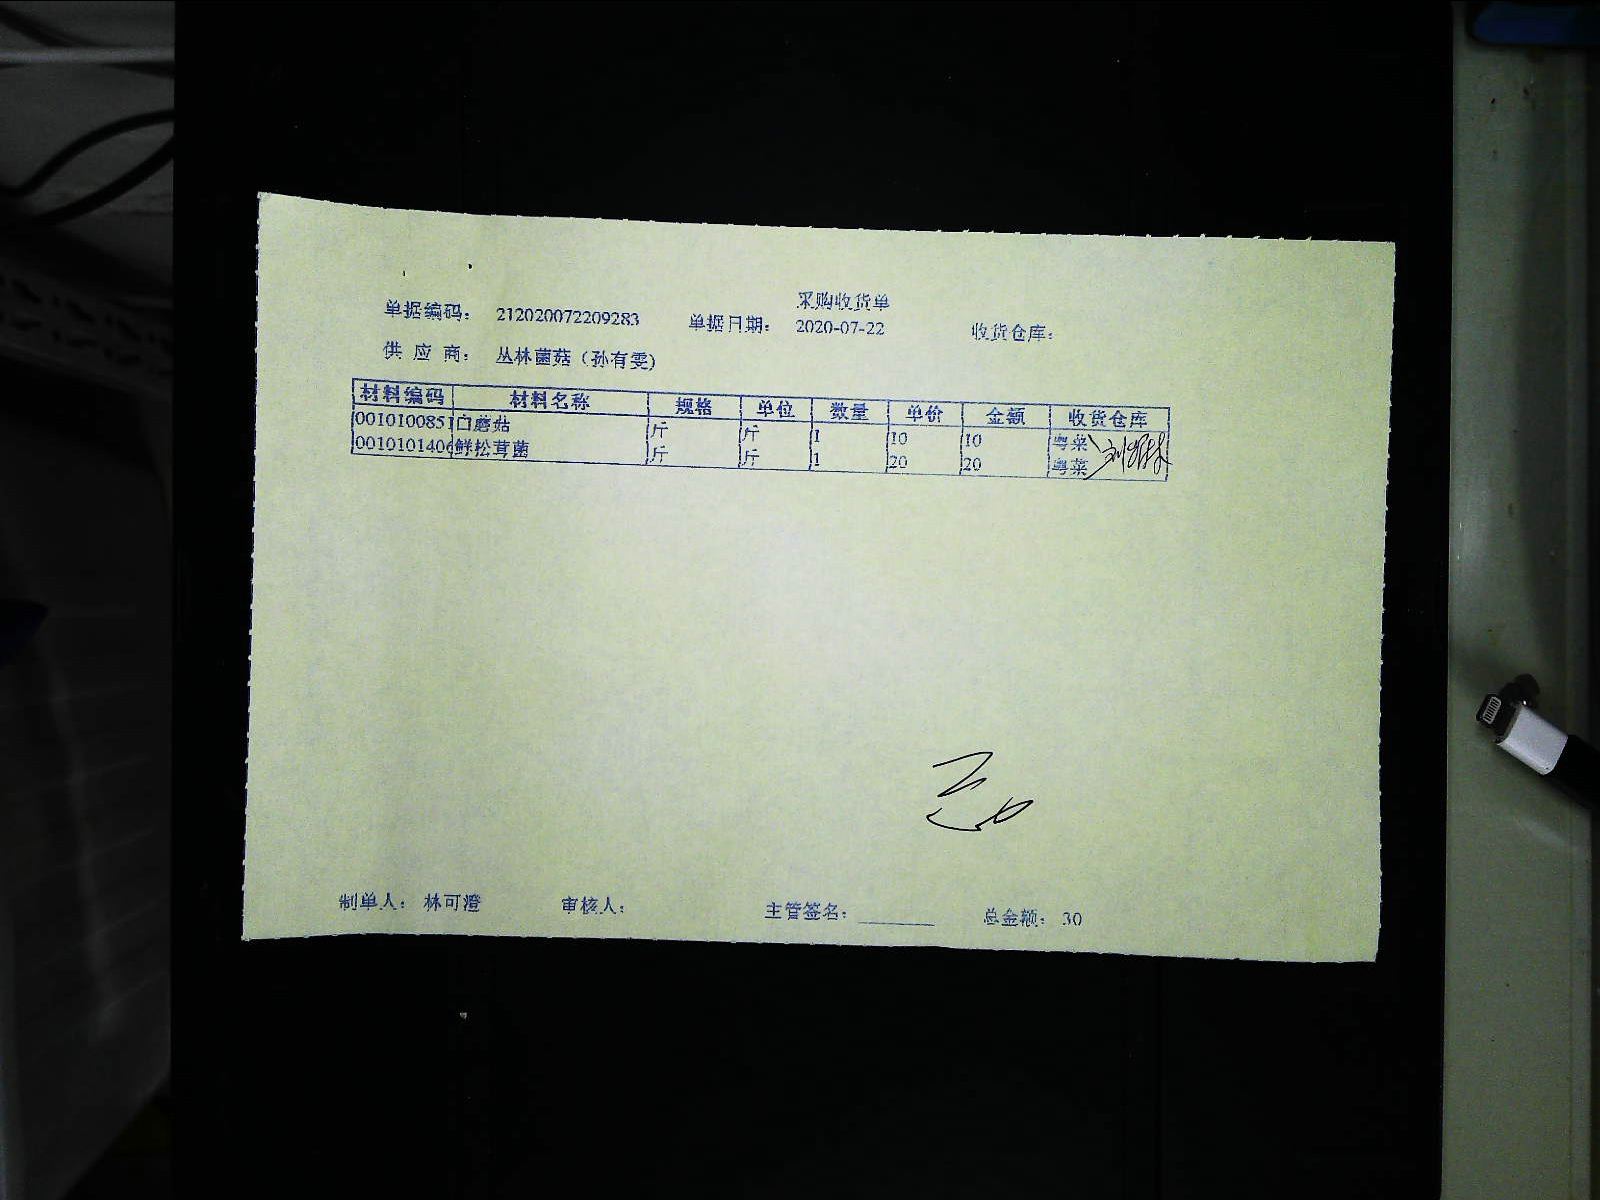 采购收货单
单据编码： 212020072209283 单据日期： 2020-07-22 收货仓库：
供 应 商： 丛林菌菇（孙有雯）
材料编码 材料名称 规格 单位 数量 单价 金额 收货仓库
0010100851 白蘑菇 斤 斤 1 10 10 粤菜
0010101406 鲜松茸菌 斤 斤 1 20 20 粤菜
制单人： 林可澄 审核人： 主管签名： 总金额： 30